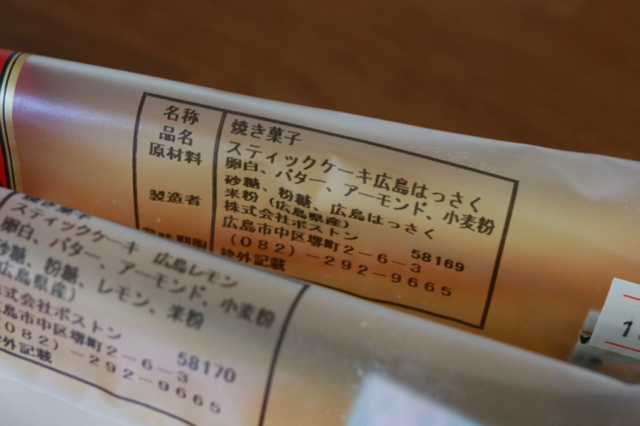 名称 焼き菓子
品名 スティックケーキ広島はっさく
原材料 卵白、バター、アーモンド、小麦粉
砂糖、粉糖、広島はっさく
米粉（広島県産） 58169
製造者 株式会社ボストン
広島市中区堺町2-6-3
(082)-292-9665
枠外記載
焼き菓子
スティックケーキ 広島レモン
卵白、バター、アーモンド、小麦粉
砂糖、粉糖、レモン、米粉
広島県産） 58170
株式会社ボストン
広島市中区堺町2-6-3
(082)-292-9665
枠外記載
1